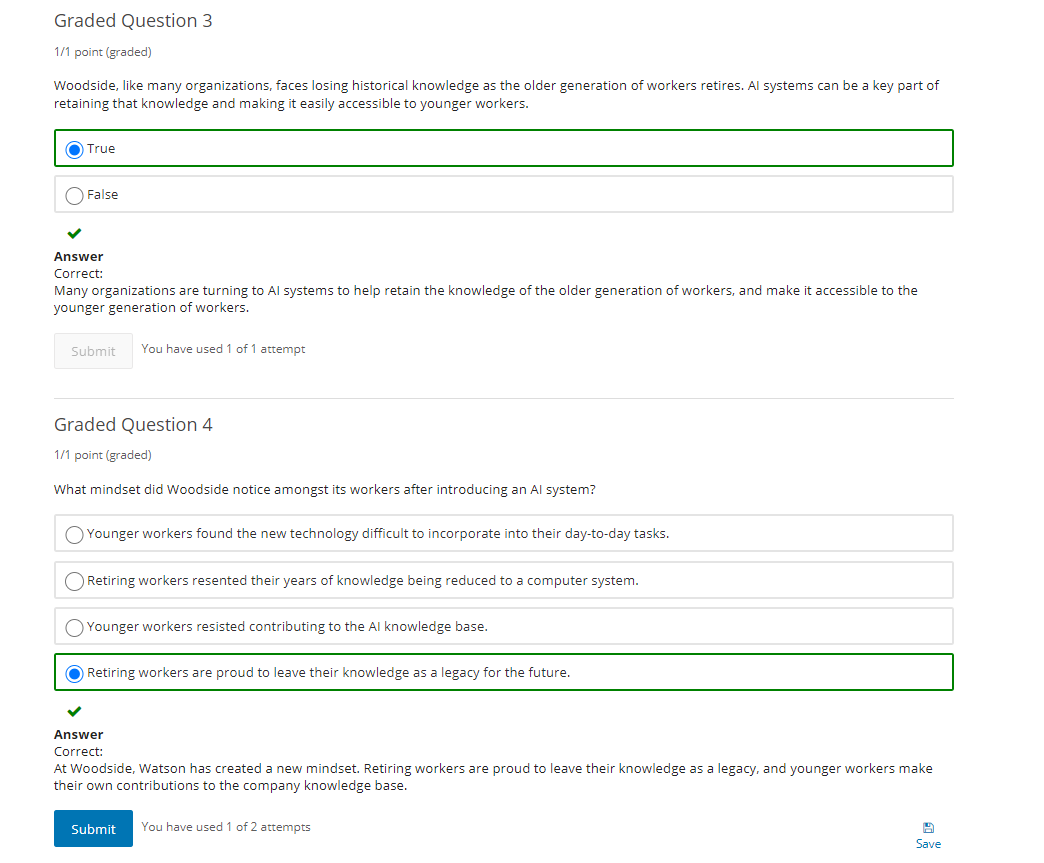 Graded Question 3
1/1 point (graded)
Woodside, like many organizations, faces losing historical knowledge as the older generation of workers retires. AI systems can be a key part of
retaining that knowledge and making it easily accessible to younger workers.
True
False
Answer
Correct:
Many organizations are turning to AI systems to help retain the knowledge of the older generation of workers, and make it accessible to the
younger generation of workers.
Submit
You have used 1 of 1 attempt
Graded Question 4
1/1 point (graded)
What mindset did Woodside notice amongst its workers after introducing an AI system?
Younger workers found the new technology difficult to incorporate into their day-to-day tasks.
Retiring workers resented their years of knowledge being reduced to a computer system.
Younger workers resisted contributing to the AI knowledge base.
Retiring workers are proud to leave their knowledge as a legacy for the future.
Answer
Correct:
At Woodside, Watson has created a new mindset. Retiring workers are proud to leave their knowledge as a legacy, and younger workers make
their own contributions to the company knowledge base.
Submit
You have used 1 of 2 attempts
Save